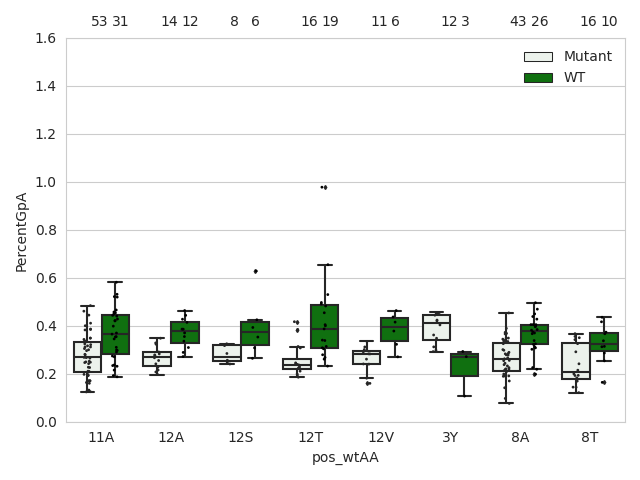 53 31 14 12 8 6 16 19 11 6 12 3 43 26 16 10
1.6
Mutant
WT
1.4
1.2
1.0
0.8
0.6
0.4
0.2
0.0
PercentGpA
11A 12A 12S 12T 12V 3Y 8A 8T
pos_wtAA